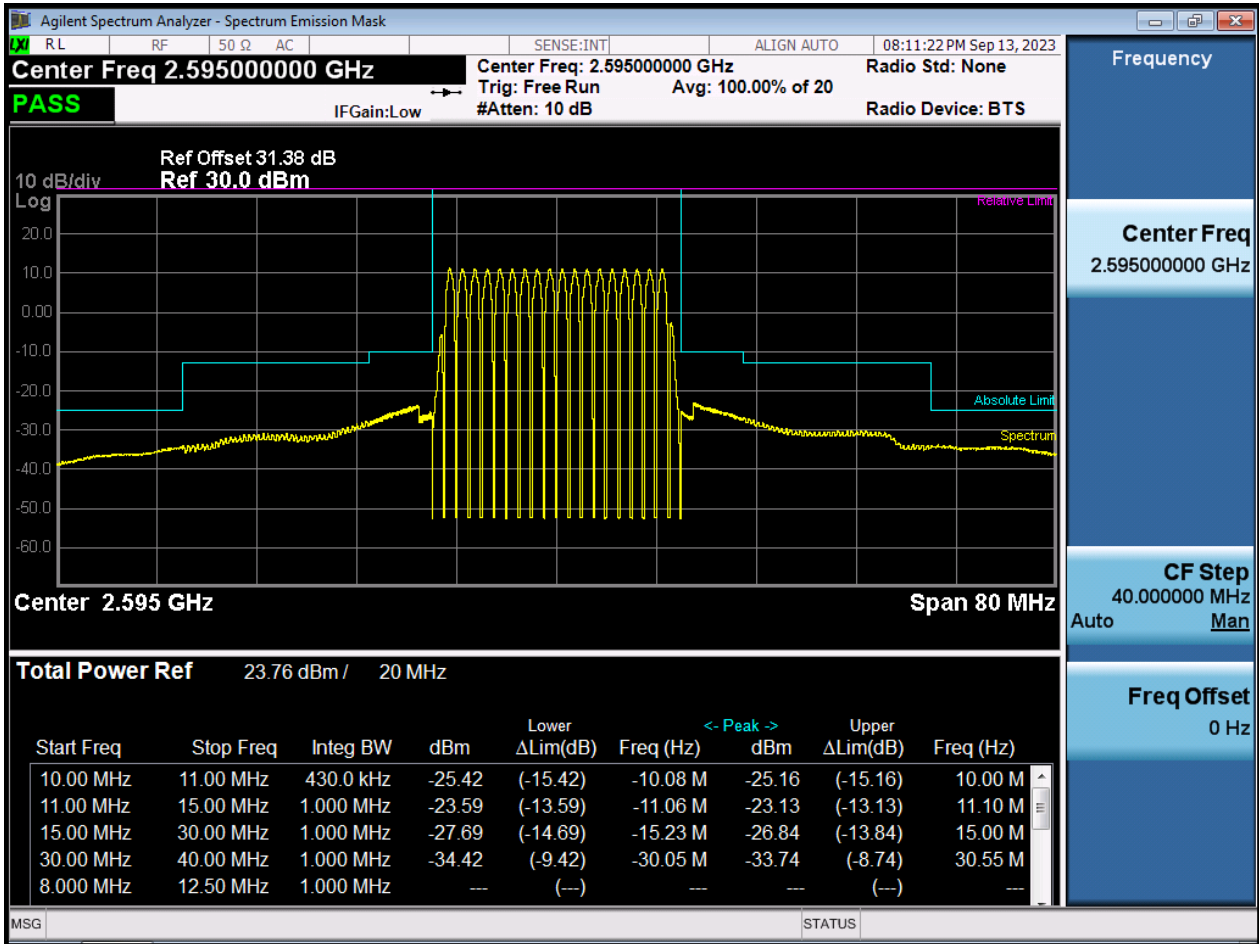 Agilent Spectrum Analyzer - Spectrum Emission Mask
LXI RL RF 50 Ω AC SENSE:INT ALIGN AUTO 08:11:22 PM Sep 13, 2023
Center Freq 2.595000000 GHz
PASS
IFGain:Low
Center Freq: 2.595000000 GHz
Trig: Free Run Avg: 100.00% of 20
#Atten: 10 dB
Radio Std: None
Radio Device: BTS
Ref Offset 31.38 dB
10 dB/div Ref 30.0 dBm
Log
Relative Limit
20.0
10.0
0.00
-10.0
-20.0
Absolute Limit
-30.0
Spectrum
-40.0
-50.0
-60.0
Center 2.595 GHz Span 80 MHz
Total Power Ref 23.76 dBm / 20 MHz
Lower <- Peak -> Upper
Start Freq Stop Freq Integ BW dBm ΔLim(dB) Freq (Hz) dBm ΔLim(dB) Freq (Hz)
10.00 MHz 11.00 MHz 430.0 kHz -25.42 (-15.42) -10.08 M -25.16 (-15.16) 10.00 M
11.00 MHz 15.00 MHz 1.000 MHz -23.59 (-13.59) -11.06 M -23.13 (-13.13) 11.10 M
15.00 MHz 30.00 MHz 1.000 MHz -27.69 (-14.69) -15.23 M -26.84 (-13.84) 15.00 M
30.00 MHz 40.00 MHz 1.000 MHz -34.42 (-9.42) -30.05 M -33.74 (-8.74) 30.55 M
8.000 MHz 12.50 MHz 1.000 MHz --- (---) --- --- (---) ---
MSG STATUS
Frequency
Center Freq
2.595000000 GHz
CF Step
40.000000 MHz
Auto Man
Freq Offset
0 Hz